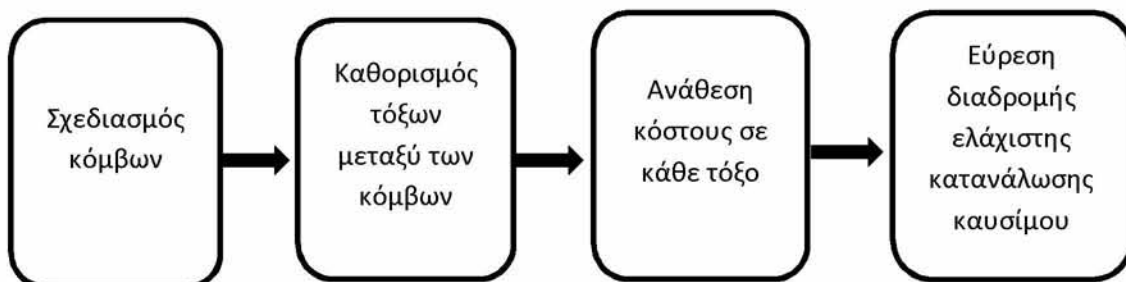 Σχεδιασμός
κόμβων
Καθορισμός
τόξων
μεταξύ των
κόμβων
Ανάθεση
κόστους σε
κάθε τόξο
Εύρεση
διαδρομής
ελάχιστης
κατανάλωσης
καυσίμου